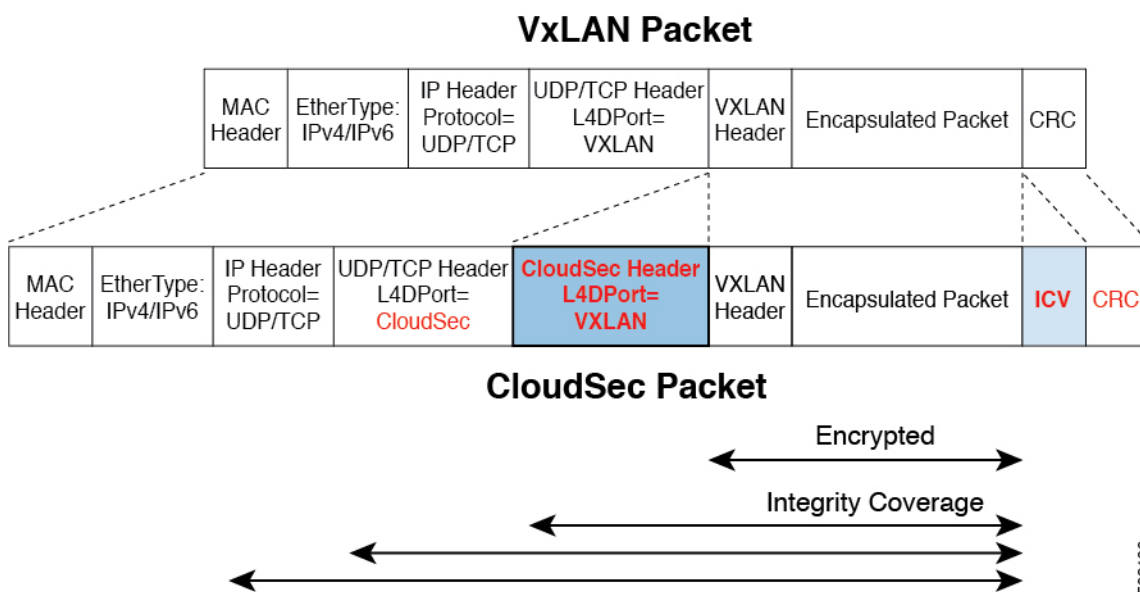 VxLAN Packet
MAC
Header
EtherType:
IPv4/IPv6
IP Header
Protocol=
UDP/TCP
UDP/TCP Header
L4DPort=
VXLAN
VXLAN
Header
Encapsulated Packet
CRC
MAC
Header
EtherType:
IPv4/IPv6
IP Header
Protocol=
UDP/TCP
UDP/TCP Header
L4DPort=
CloudSec
CloudSec Header
L4DPort=
VXLAN
VXLAN
Header
Encapsulated Packet
ICV
CRC
CloudSec Packet
Encrypted
Integrity Coverage